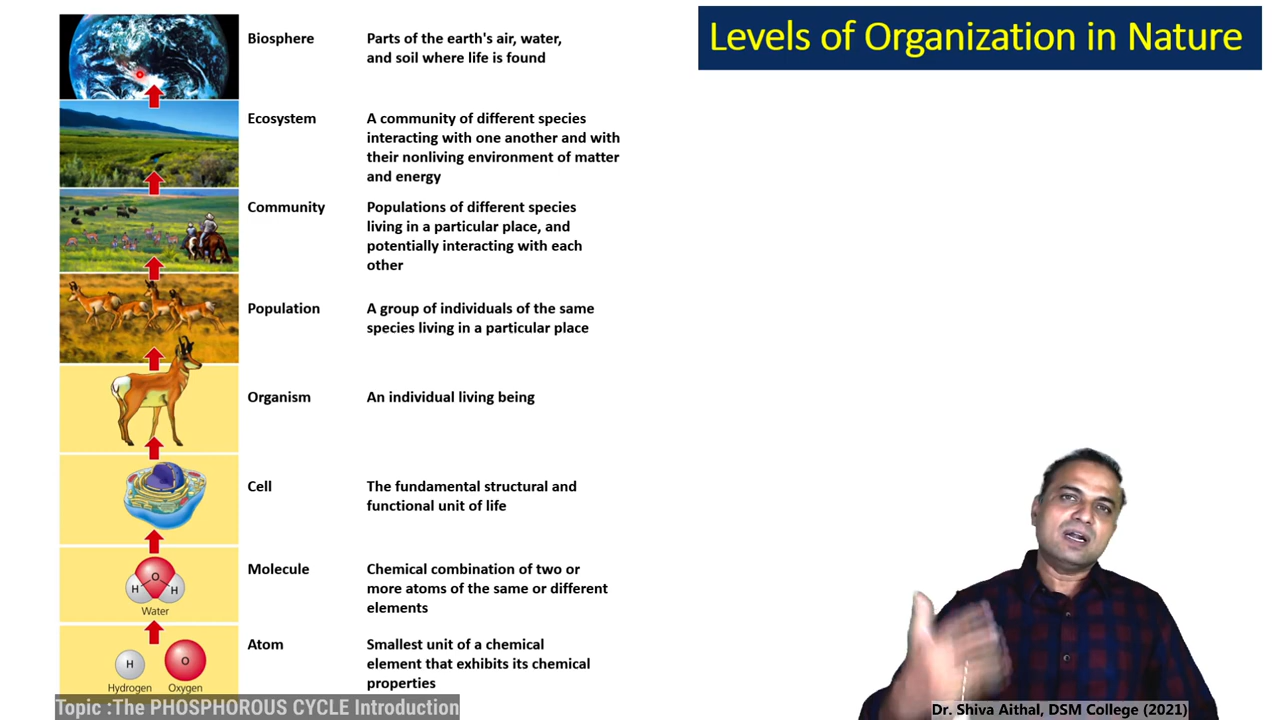 Levels of Organization in Nature
Biosphere
Parts of the earth's air, water,
and soil where life is found
Ecosystem
A community of different species
interacting with one another and with
their nonliving environment of matter
and energy
Community
Populations of different species
living in a particular place, and
potentially interacting with each
other
Population
A group of individuals of the same
species living in a particular place
Organism
An individual living being
Cell
The fundamental structural and
functional unit of life
H
O
H
Water
Molecule
Chemical combination of two or
more atoms of the same or different
elements
H
O
Hydrogen
Oxygen
Atom
Smallest unit of a chemical
element that exhibits its chemical
properties
Topic :The PHOSPHOROUS CYCLE Introduction
Dr. Shiva Aithal, DSM College (2021)